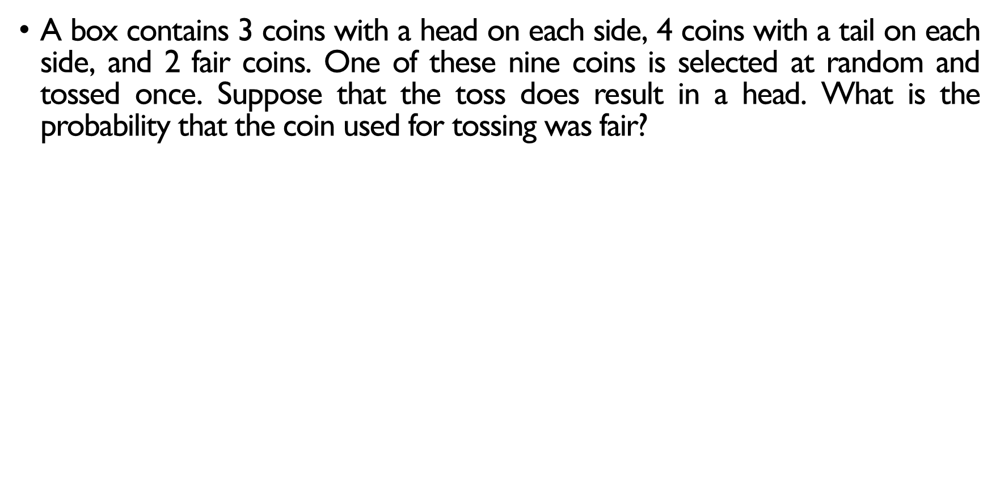 • A box contains 3 coins with a head on each side, 4 coins with a tail on each
side, and 2 fair coins. One of these nine coins is selected at random and
tossed once. Suppose that the toss does result in a head. What is the
probability that the coin used for tossing was fair?